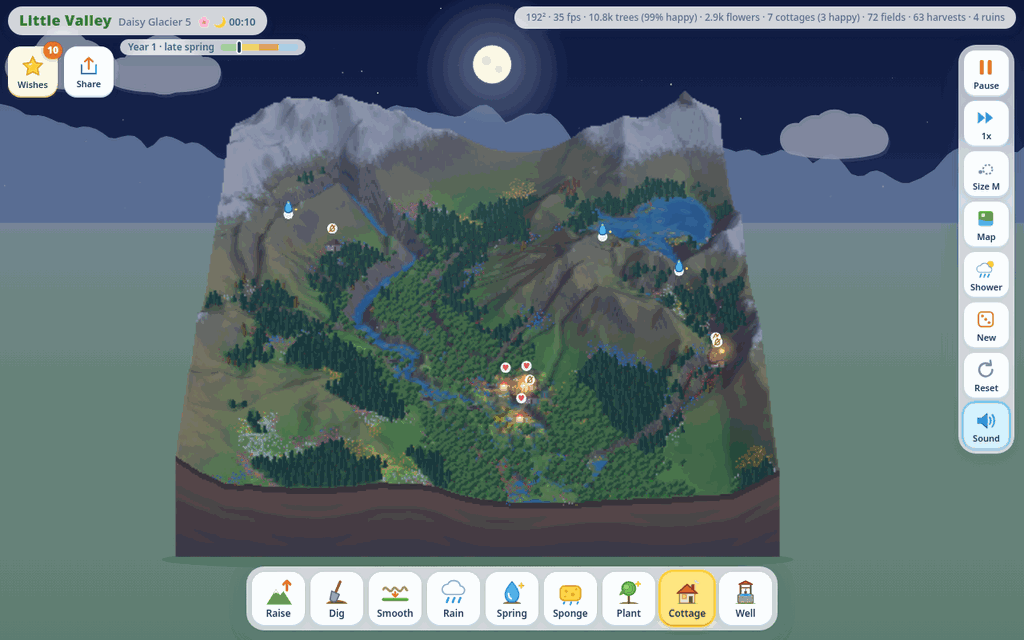 Little Valley Daisy Glacier 5 🌸 🌙 00:10
192² · 35 fps · 10.8k trees (99% happy) · 2.9k flowers · 7 cottages (3 happy) · 72 fields · 63 harvests · 4 ruins
Year 1 · late spring
10
Wishes
Share
Pause
1x
Size M
Map
Shower
New
Reset
Sound
Raise
Dig
Smooth
Rain
Spring
Sponge
Plant
Cottage
Well